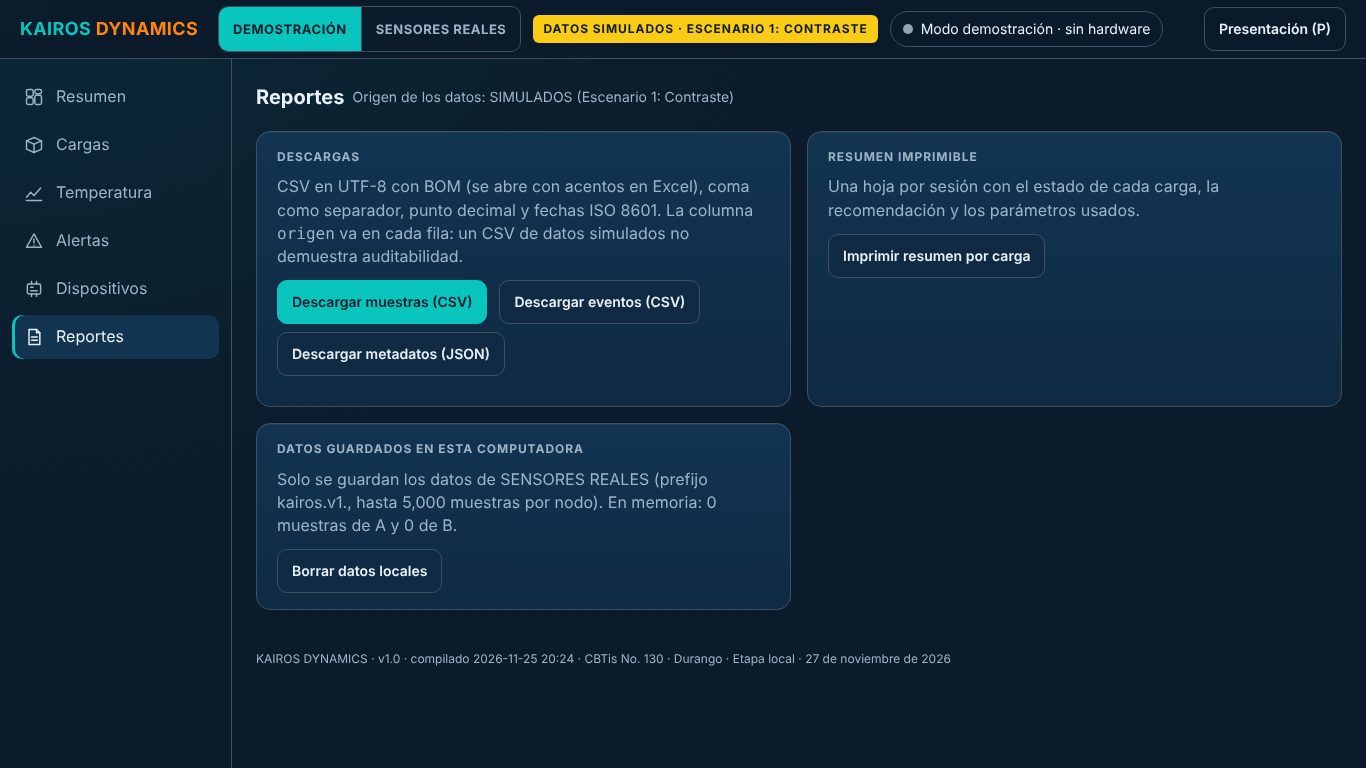 KAIROS DYNAMICS
DEMOSTRACIÓN
SENSORES REALES
DATOS SIMULADOS · ESCENARIO 1: CONTRASTE
Modo demostración · sin hardware
Presentación (P)
Resumen
Cargas
Temperatura
Alertas
Dispositivos
Reportes
Reportes Origen de los datos: SIMULADOS (Escenario 1: Contraste)
DESCARGAS
CSV en UTF-8 con BOM (se abre con acentos en Excel), coma
como separador, punto decimal y fechas ISO 8601. La columna
origen va en cada fila: un CSV de datos simulados no
demuestra auditabilidad.
Descargar muestras (CSV)
Descargar eventos (CSV)
Descargar metadatos (JSON)
RESUMEN IMPRIMIBLE
Una hoja por sesión con el estado de cada carga, la
recomendación y los parámetros usados.
Imprimir resumen por carga
DATOS GUARDADOS EN ESTA COMPUTADORA
Solo se guardan los datos de SENSORES REALES (prefijo
kairos.v1., hasta 5,000 muestras por nodo). En memoria: 0
muestras de A y 0 de B.
Borrar datos locales
KAIROS DYNAMICS · v1.0 · compilado 2026-11-25 20:24 · CBTis No. 130 · Durango · Etapa local · 27 de noviembre de 2026